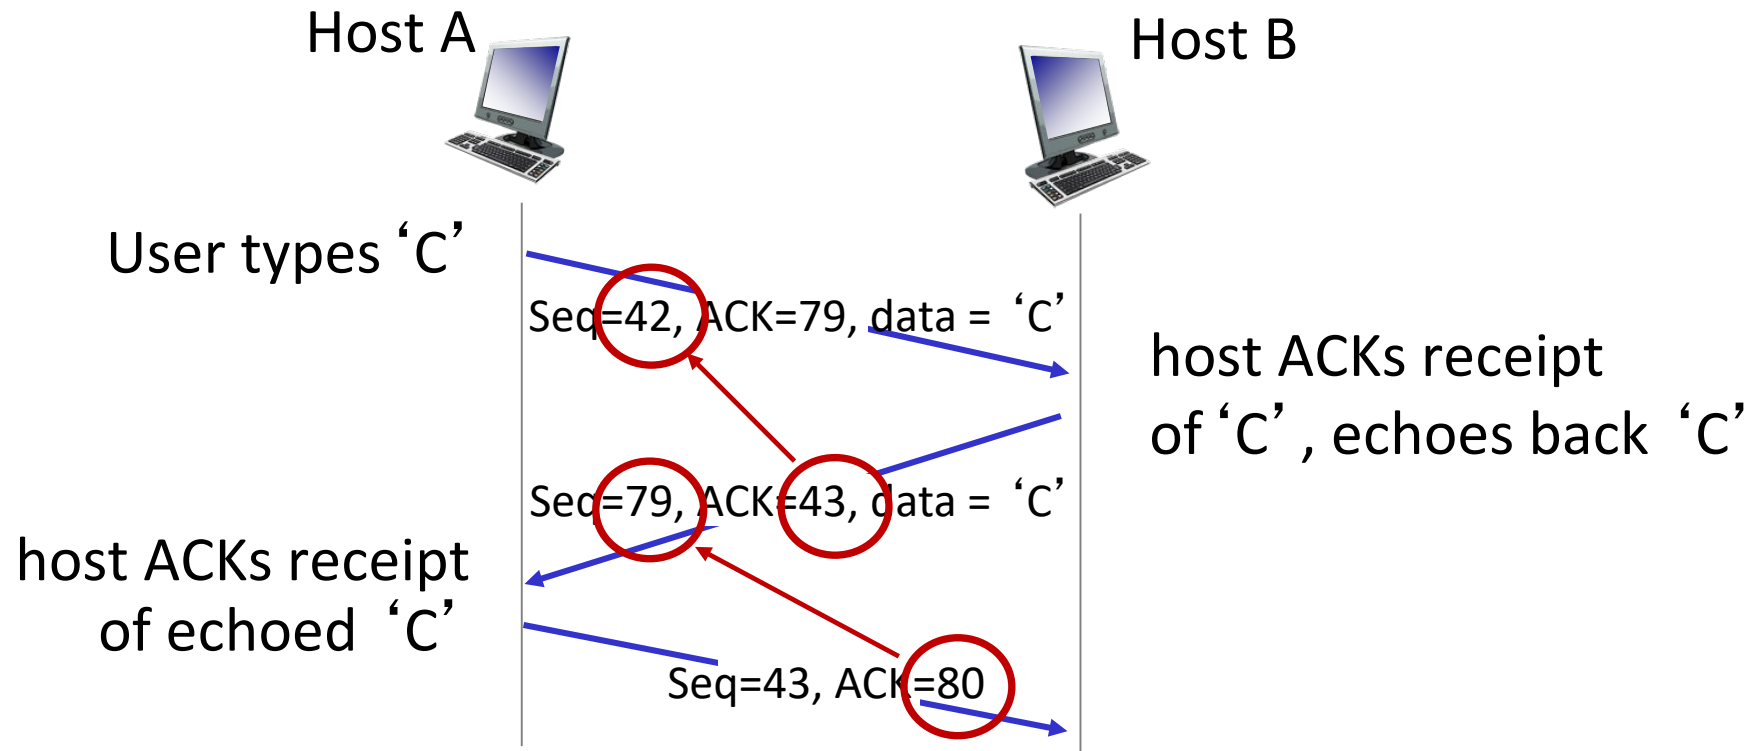 Host A
Host B
User types ‘C’
Seq=42, ACK=79, data = ‘C’
host ACKs receipt
of ‘C’, echoes back ‘C’
Seq=79, ACK=43, data = ‘C’
host ACKs receipt
of echoed ‘C’
Seq=43, ACK=80